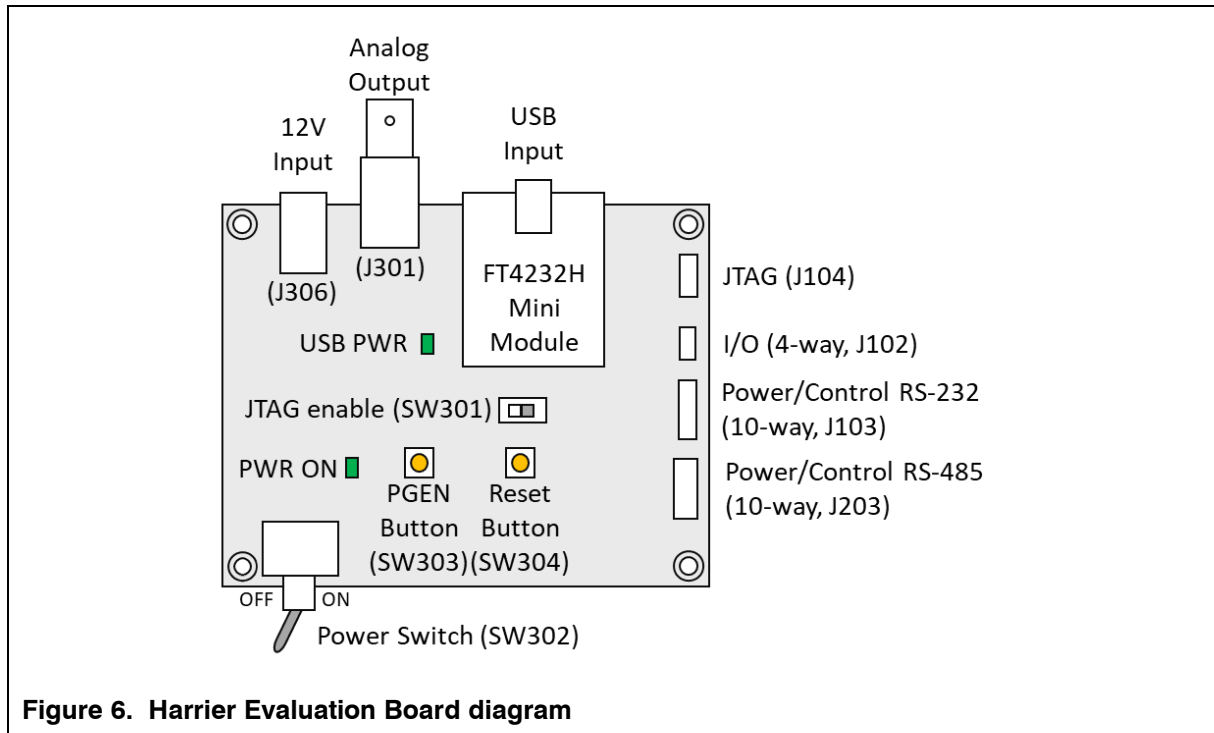 Analog
Output
12V
Input
USB
Input
(J306)
(J301)
FT4232H
Mini
Module
JTAG (J104)
USB PWR
I/O (4-way, J102)
JTAG enable (SW301)
Power/Control RS-232
(10-way, J103)
PWR ON
Power/Control RS-485
(10-way, J203)
PGEN
Button
(SW303)
Reset
Button
(SW304)
OFF
ON
Power Switch (SW302)
Figure 6. Harrier Evaluation Board diagram